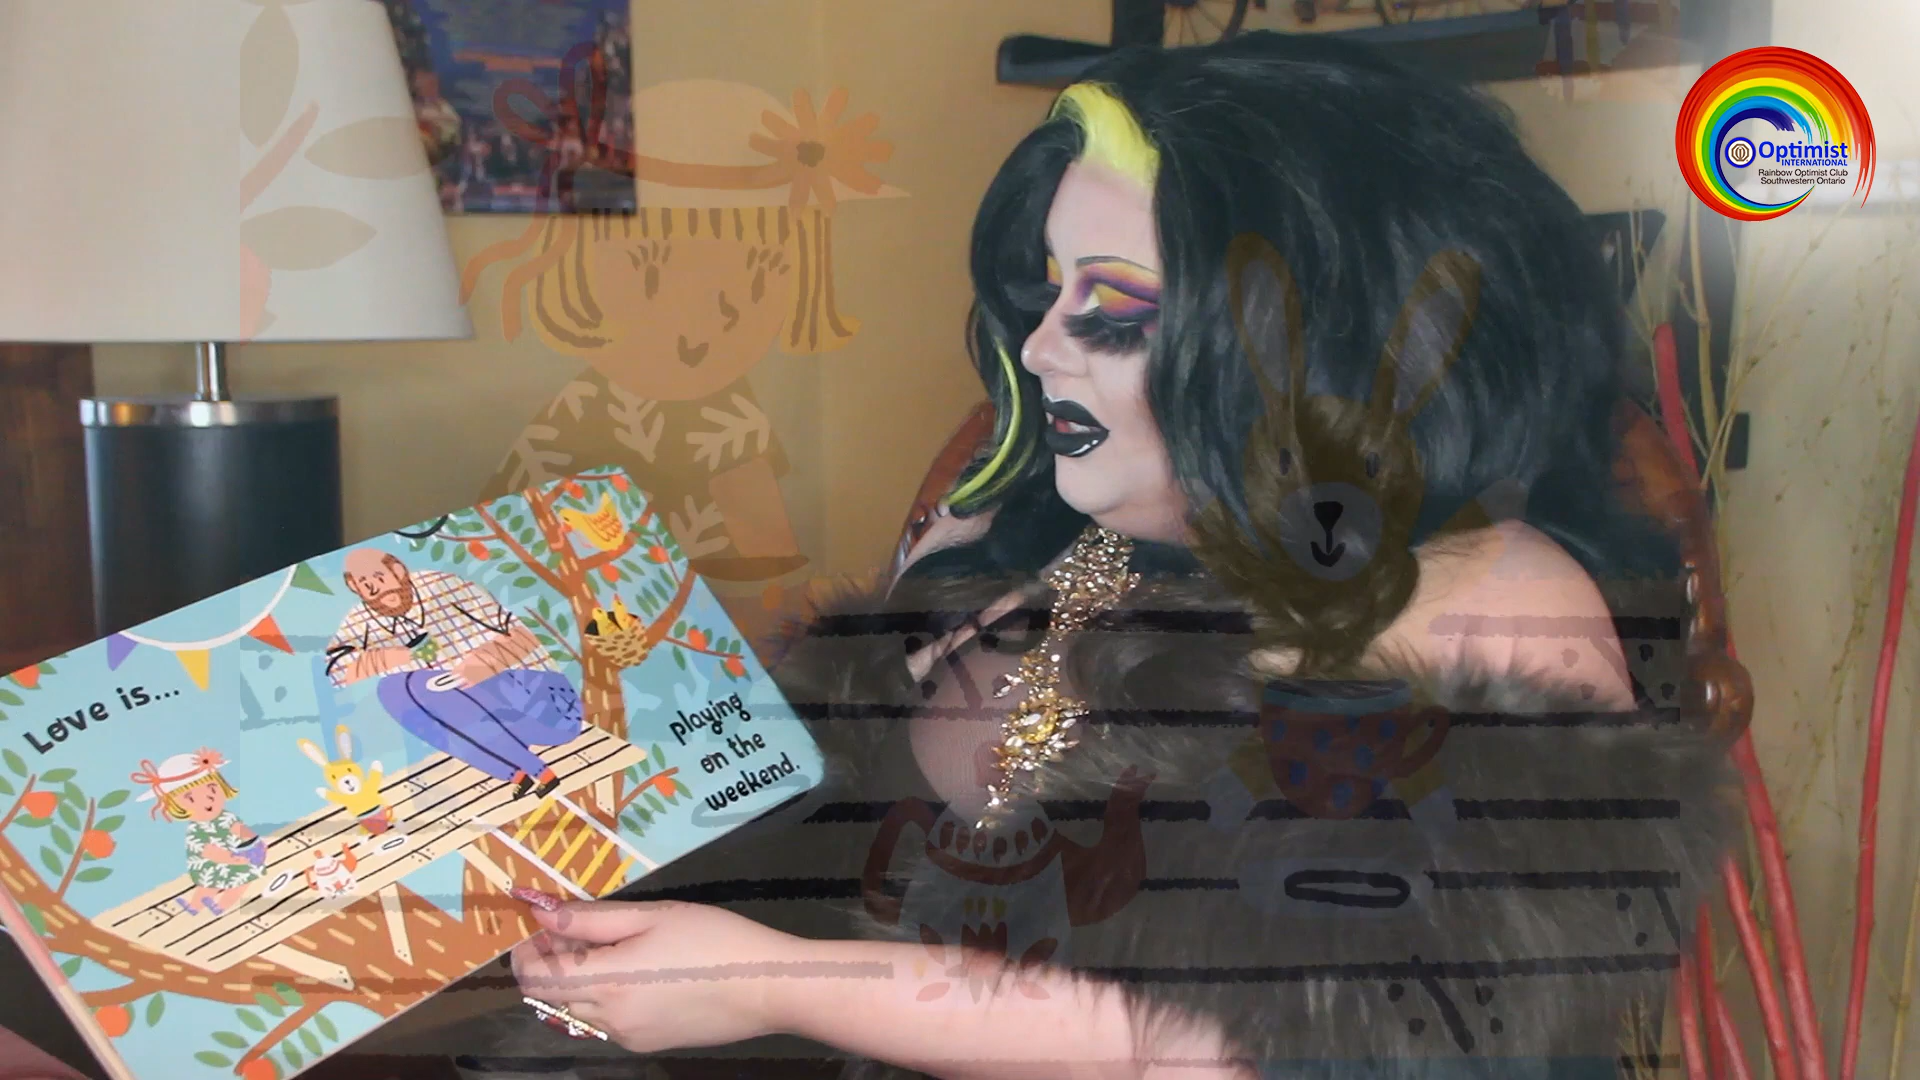 Love is...
playing
on the
weekend.
Optimist
INTERNATIONAL
Rainbow Optimist Club
Southwestern Ontario